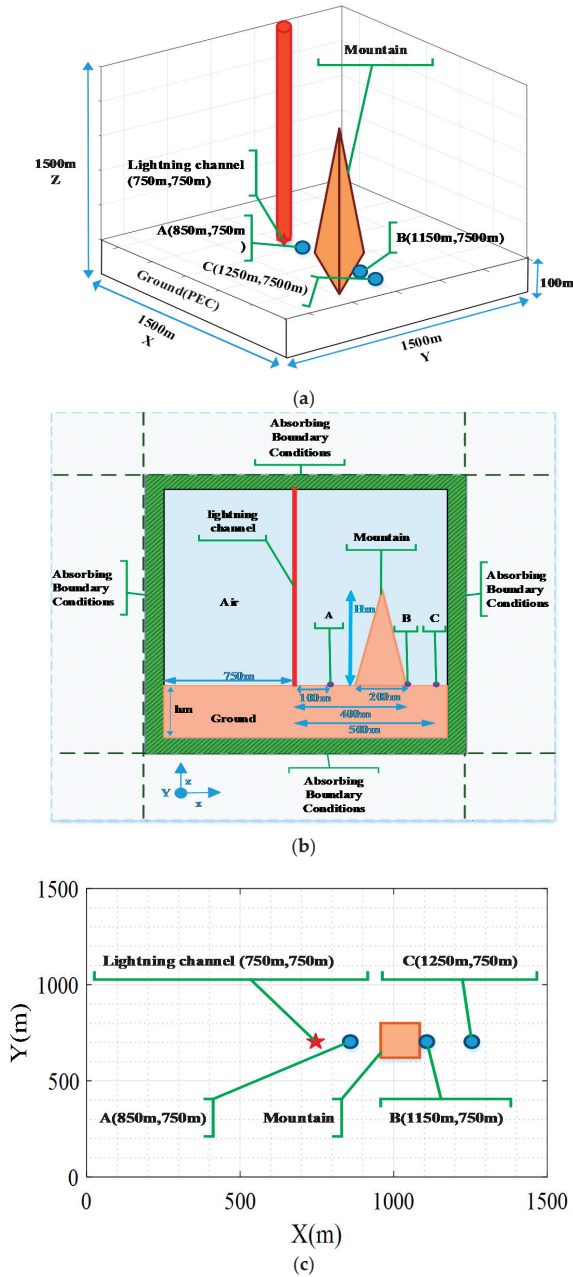 (a)
Mountain
1500m
Z
Lightning channel
(750m,750m)
A(850m,750m
)
B(1150m,7500m)
C(1250m,7500m)
Ground(PEC)
100m
1500m
X
1500m
Y
(a)
Absorbing
Boundary
Conditions
lightning
channel
Mountain
Absorbing
Boundary
Conditions
Absorbing
Boundary
Conditions
Air
Hm
A
B
C
750m
100m
200m
400m
500m
hm
Ground
Absorbing
Boundary
Conditions
z
Y
x
(b)
1500
Lightning channel (750m,750m)
C(1250m,750m)
1000
Y(m)
500
A(850m,750m)
Mountain
B(1150m,750m)
0
0
500
1000
1500
X(m)
(c)